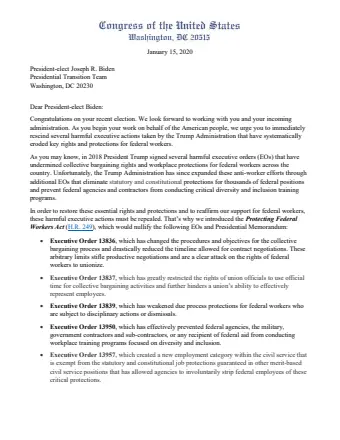 Congress of the United States
Washington, DC 20515
January 15, 2020
President-elect Joseph R. Biden
Presidential Transition Team
Washington, DC 20230
Dear President-elect Biden:
Congratulations on your recent election. We look forward to working with you and your incoming
administration. As you begin your work on behalf of the American people, we urge you to immediately
rescind several harmful executive actions taken by the Trump Administration that have systematically
eroded key rights and protections for federal workers.
As you may know, in 2018 President Trump signed several harmful executive orders (EOs) that have
undermined collective bargaining rights and workplace protections for federal workers across the
country. Unfortunately, the Trump Administration has since expanded these anti-worker efforts through
additional EOs that eliminate statutory and constitutional protections for thousands of federal positions
and prevent federal agencies and contractors from conducting critical diversity and inclusion training
programs.
In order to restore these essential rights and protections and to reaffirm our support for federal workers,
these harmful executive actions must be repealed. That's why we introduced the Protecting Federal
Workers Act (H.R. 249), which would nullify the following EOs and Presidential Memorandum:
• Executive Order 13836, which has changed the procedures and objectives for the collective
bargaining process and drastically reduced the timeline allowed for contract negotiations. These
arbitrary limits stifle productive negotiations and are a clear attack on the rights of federal
workers to unionize.
• Executive Order 13837, which has greatly restricted the rights of union officials to use official
time for collective bargaining activities and further hinders a union's ability to effectively
represent employees.
• Executive Order 13839, which has weakened due process protections for federal workers who
are subject to disciplinary actions or dismissals.
• Executive Order 13950, which has effectively prevented federal agencies, the military,
government contractors and sub-contractors, or any recipient of federal aid from conducting
workplace training programs focused on diversity and inclusion.
• Executive Order 13957, which created a new employment category within the civil service that
is exempt from the statutory and constitutional job protections guaranteed in other merit-based
civil service positions that has allowed agencies to involuntarily strip federal employees of these
critical protections.